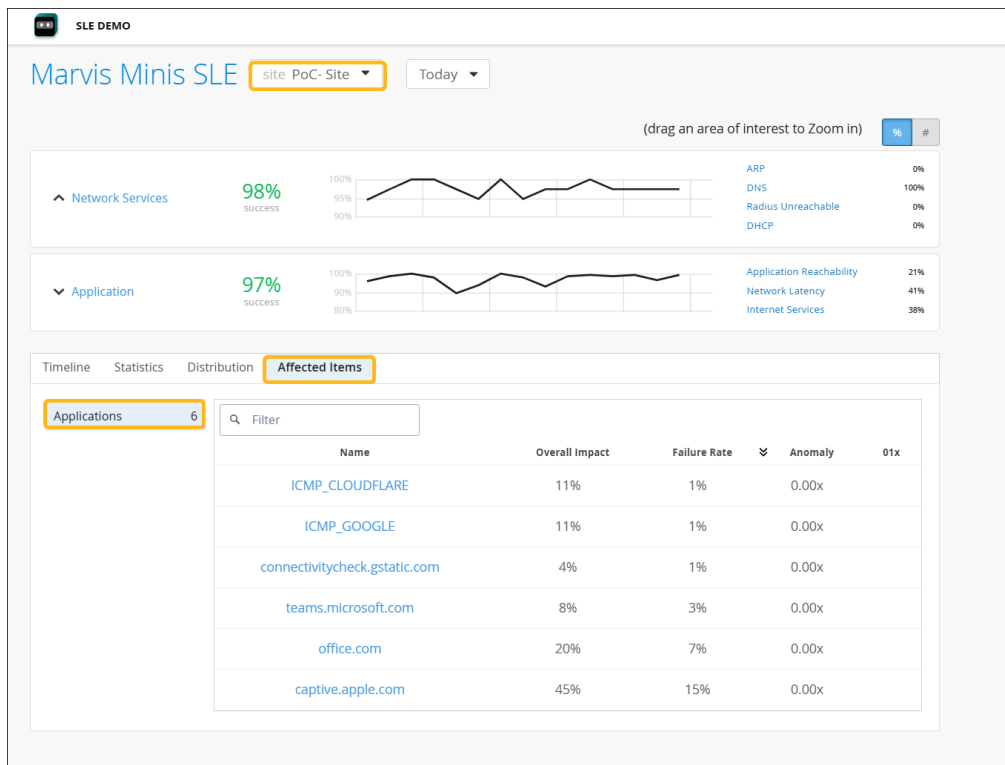 SLE DEMO
Marvis Minis SLE site PoC- Site Today
(drag an area of interest to Zoom in) % #
Network Services
98%
success
100%
95%
90%
ARP 0%
DNS 100%
Radius Unreachable 0%
DHCP 0%
Application
97%
success
100%
90%
80%
Application Reachability 21%
Network Latency 41%
Internet Services 38%
Timeline Statistics Distribution Affected Items
Applications 6
Filter
Name Overall Impact Failure Rate Anomaly 01x
ICMP_CLOUDFLARE 11% 1% 0.00x
ICMP_GOOGLE 11% 1% 0.00x
connectivitycheck.gstatic.com 4% 1% 0.00x
teams.microsoft.com 8% 3% 0.00x
office.com 20% 7% 0.00x
captive.apple.com 45% 15% 0.00x